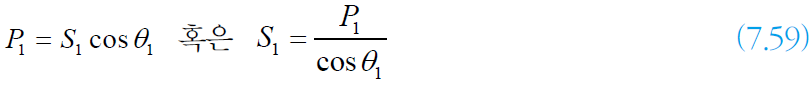 P₁ = S₁ cos θ₁ 혹은 S₁ = P₁ / cos θ₁ (7.59)